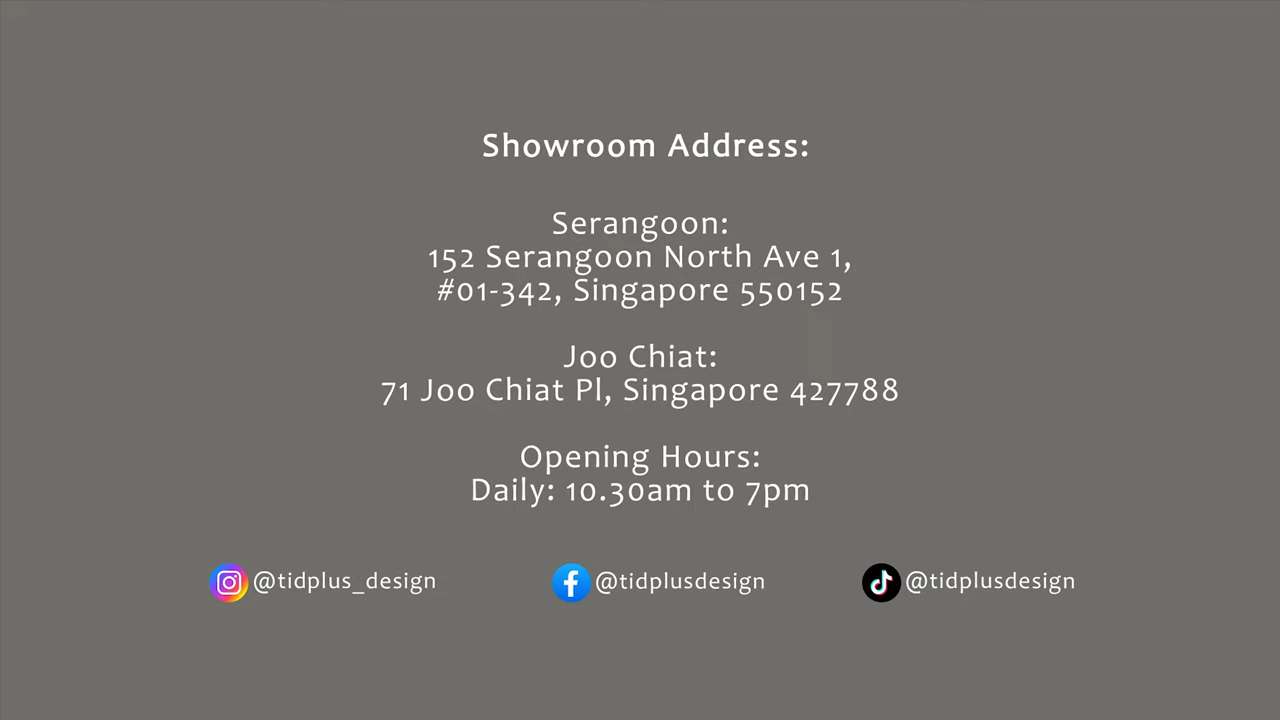 Showroom Address:
Serangoon:
152 Serangoon North Ave 1,
#01-342, Singapore 550152
Joo Chiat:
71 Joo Chiat Pl, Singapore 427788
Opening Hours:
Daily: 10.30am to 7pm
@tidplus_design
@tidplusdesign
@tidplusdesign